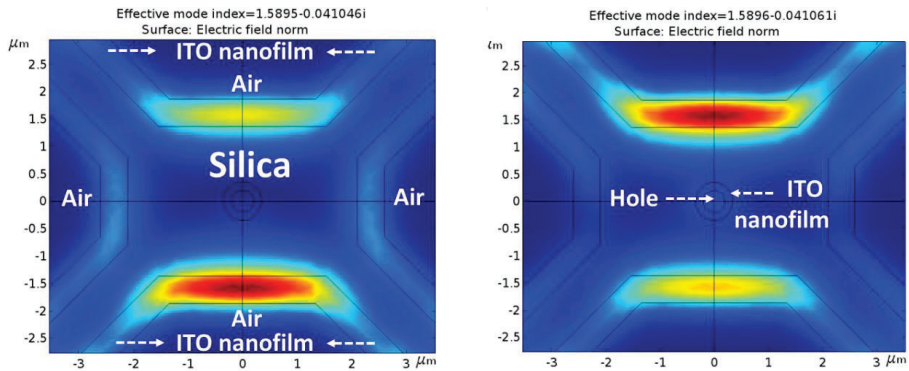 Effective mode index=1.5895-0.041046i
Surface: Electric field norm
μm
ITO nanofilm
Air
Silica
Air
Air
Air
ITO nanofilm
2.5
2
1.5
1
0.5
0
-0.5
-1
-1.5
-2
-2.5
-3
-2
-1
0
1
2
3
μm
Effective mode index=1.5896-0.041061i
Surface: Electric field norm
ιm
Hole
ITO
nanofilm
2.5
2
1.5
1
0.5
0
-0.5
-1
-1.5
-2
-2.5
-3
-2
-1
0
1
2
3
μm